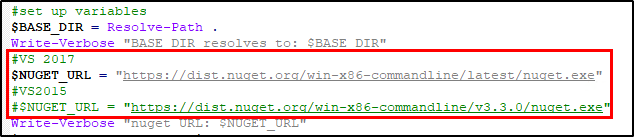 #set up variables
$BASE_DIR = Resolve-Path .
Write-Verbose "BASE DIR resolves to: $BASE DIR"
#VS 2017
$NUGET_URL = "https://dist.nuget.org/win-x86-commandline/latest/nuget.exe"
#VS2015
#$NUGET_URL = "https://dist.nuget.org/win-x86-commandline/v3.3.0/nuget.exe"
Write-Verbose "nuget URL: $NUGET_URL"